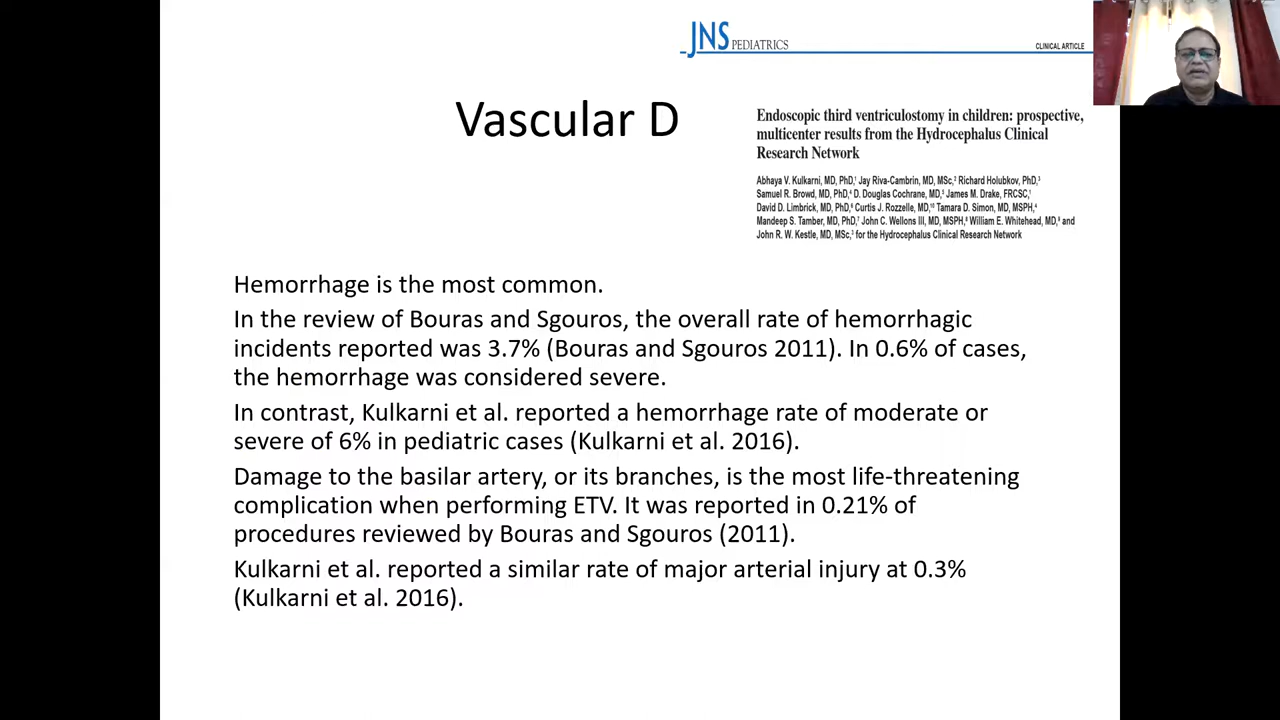 JNS PEDIATRICS
CLINICAL ARTICLE
Vascular D
Endoscopic third ventriculostomy in children: prospective,
multicenter results from the Hydrocephalus Clinical
Research Network
Abhaya V. Kulkarni, MD, PhD,¹ Jay Riva-Cambrin, MD, MSc,² Richard Holubkov, PhD,³
Samuel R. Browd, MD, PhD,⁴ D. Douglas Cochrane, MD,⁵ James M. Drake, FRCSC,¹
David D. Limbrick, MD, PhD,⁶ Curtis J. Rozzelle, MD,¹⁰ Tamara D. Simon, MD, MSPH,⁴
Mandeep S. Tamber, MD, PhD,⁷ John C. Wellons III, MD, MSPH,⁸ William E. Whitehead, MD,⁹ and
John R. W. Kestle, MD, MSc,² for the Hydrocephalus Clinical Research Network
Hemorrhage is the most common.
In the review of Bouras and Sgouros, the overall rate of hemorrhagic
incidents reported was 3.7% (Bouras and Sgouros 2011). In 0.6% of cases,
the hemorrhage was considered severe.
In contrast, Kulkarni et al. reported a hemorrhage rate of moderate or
severe of 6% in pediatric cases (Kulkarni et al. 2016).
Damage to the basilar artery, or its branches, is the most life-threatening
complication when performing ETV. It was reported in 0.21% of
procedures reviewed by Bouras and Sgouros (2011).
Kulkarni et al. reported a similar rate of major arterial injury at 0.3%
(Kulkarni et al. 2016).